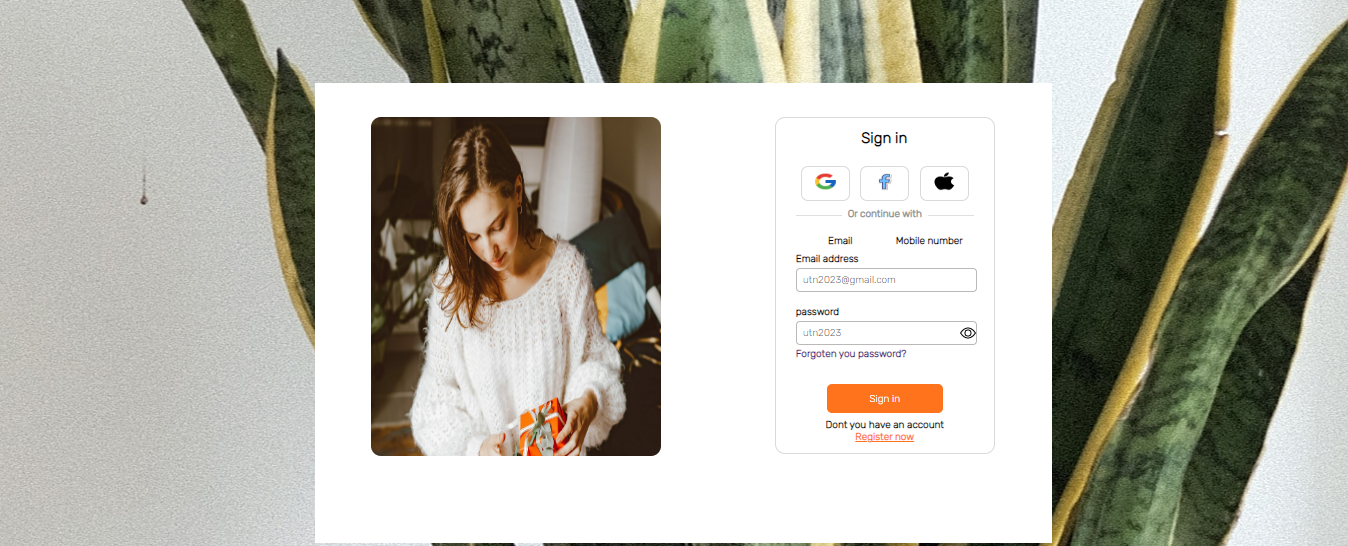 Sign in
Or continue with
Email Mobile number
Email address
utn2023@gmail.com
password
utn2023
Forgoten you password?
Sign in
Dont you have an account
Register now